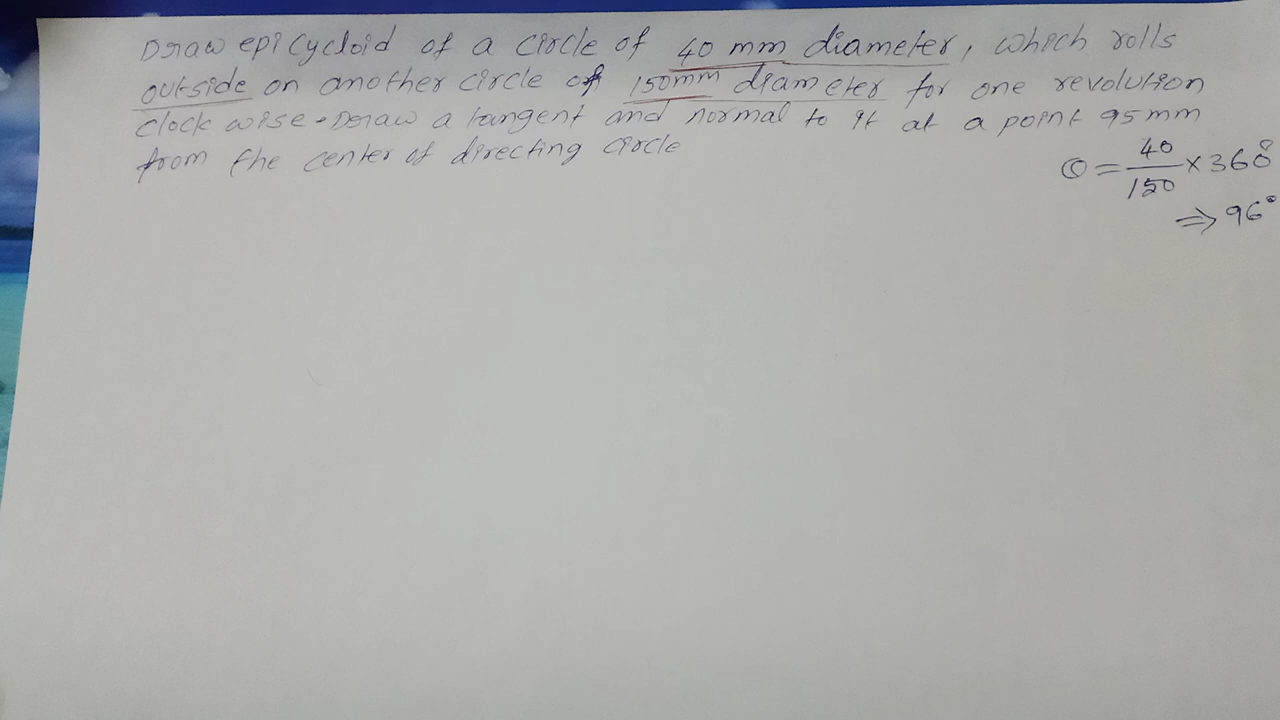 Draw epicycloid of a circle of 40 mm diameter, which rolls
outside on another circle of 150mm diameter for one revolution
clock wise. Draw a tangent and normal to it at a point 95mm
from the center of directing circle
θ = 40/150 × 360°
⇒ 96°